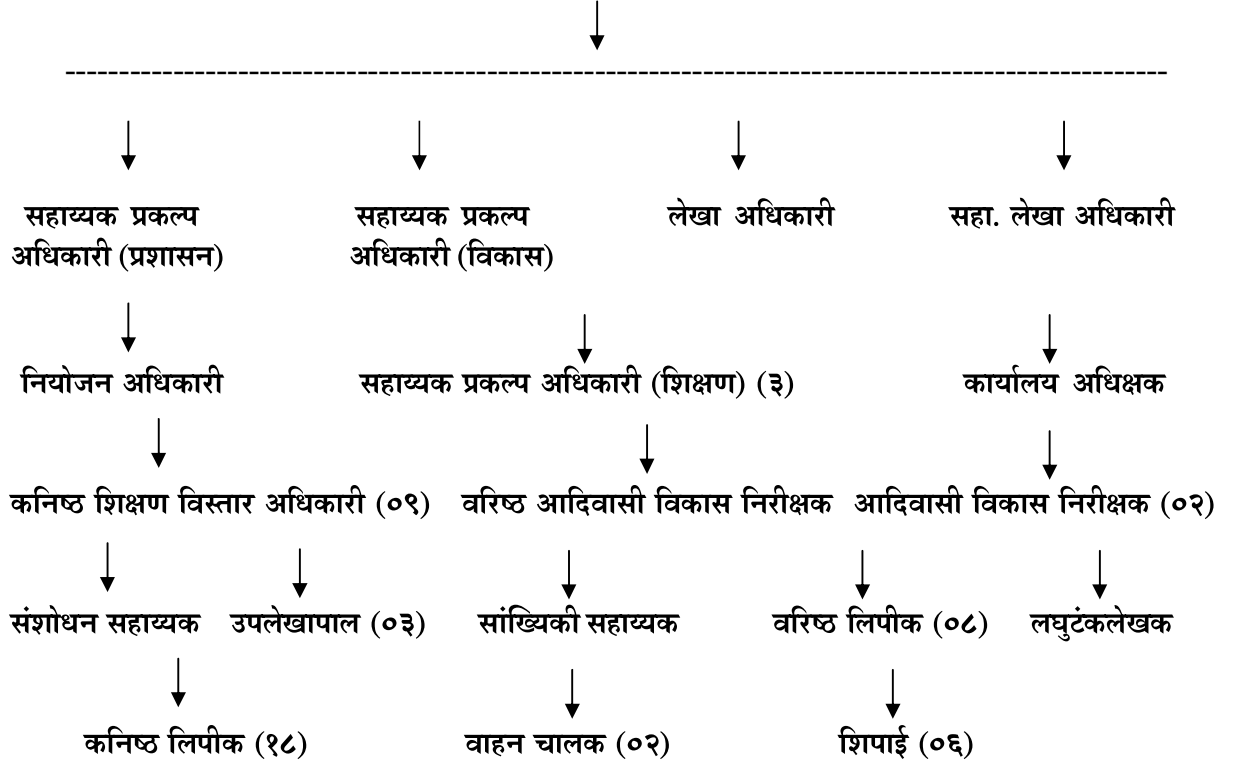 सहाय्यक प्रकल्प सहाय्यक प्रकल्प लेखा अधिकारी सहा. लेखा अधिकारी
अधिकारी (प्रशासन) अधिकारी (विकास)
नियोजन अधिकारी सहाय्यक प्रकल्प अधिकारी (शिक्षण) (३) कार्यालय अधिक्षक
कनिष्ठ शिक्षण विस्तार अधिकारी (०९) वरिष्ठ आदिवासी विकास निरीक्षक आदिवासी विकास निरीक्षक (०२)
संशोधन सहाय्यक उपलेखापाल (०३) सांख्यिकी सहाय्यक वरिष्ठ लिपीक (०८) लघुटंकलेखक
कनिष्ठ लिपीक (१८) वाहन चालक (०२) शिपाई (०६)